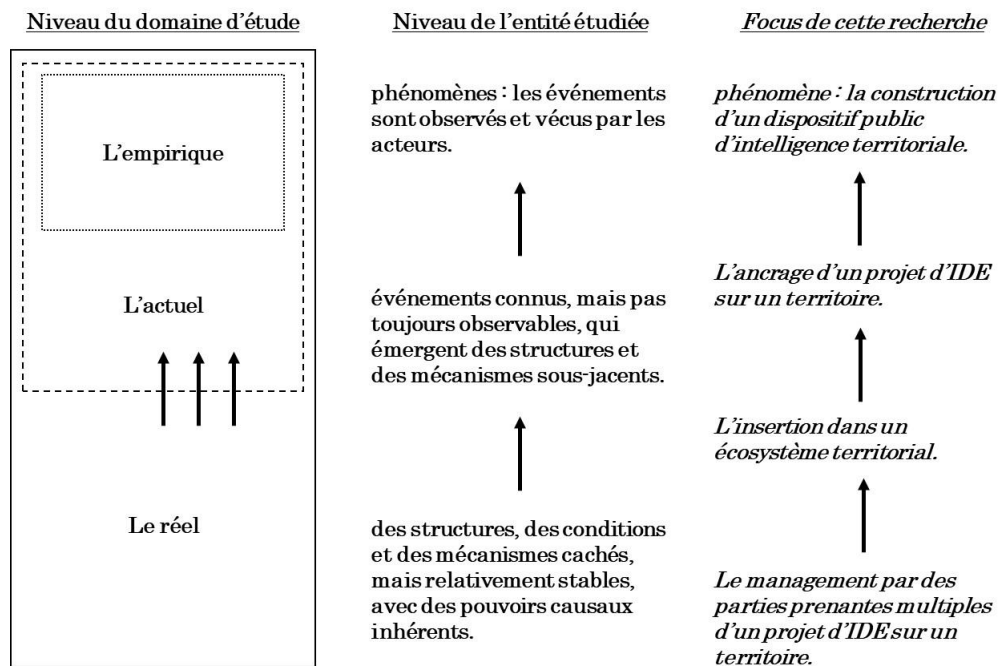 Niveau du domaine d'étude
L'empirique
L'actuel
Le réel
Niveau de l'entité étudiée
phénomènes : les événements
sont observés et vécus par les
acteurs.
événements connus, mais pas
toujours observables, qui
émergent des structures et
des mécanismes sous-jacents.
des structures, des conditions
et des mécanismes cachés,
mais relativement stables,
avec des pouvoirs causaux
inhérents.
Focus de cette recherche
phénomène : la construction
d'un dispositif public
d'intelligence territoriale.
L'ancrage d'un projet d'IDE
sur un territoire.
L'insertion dans un
écosystème territorial.
Le management par des
parties prenantes multiples
d'un projet d'IDE sur un
territoire.